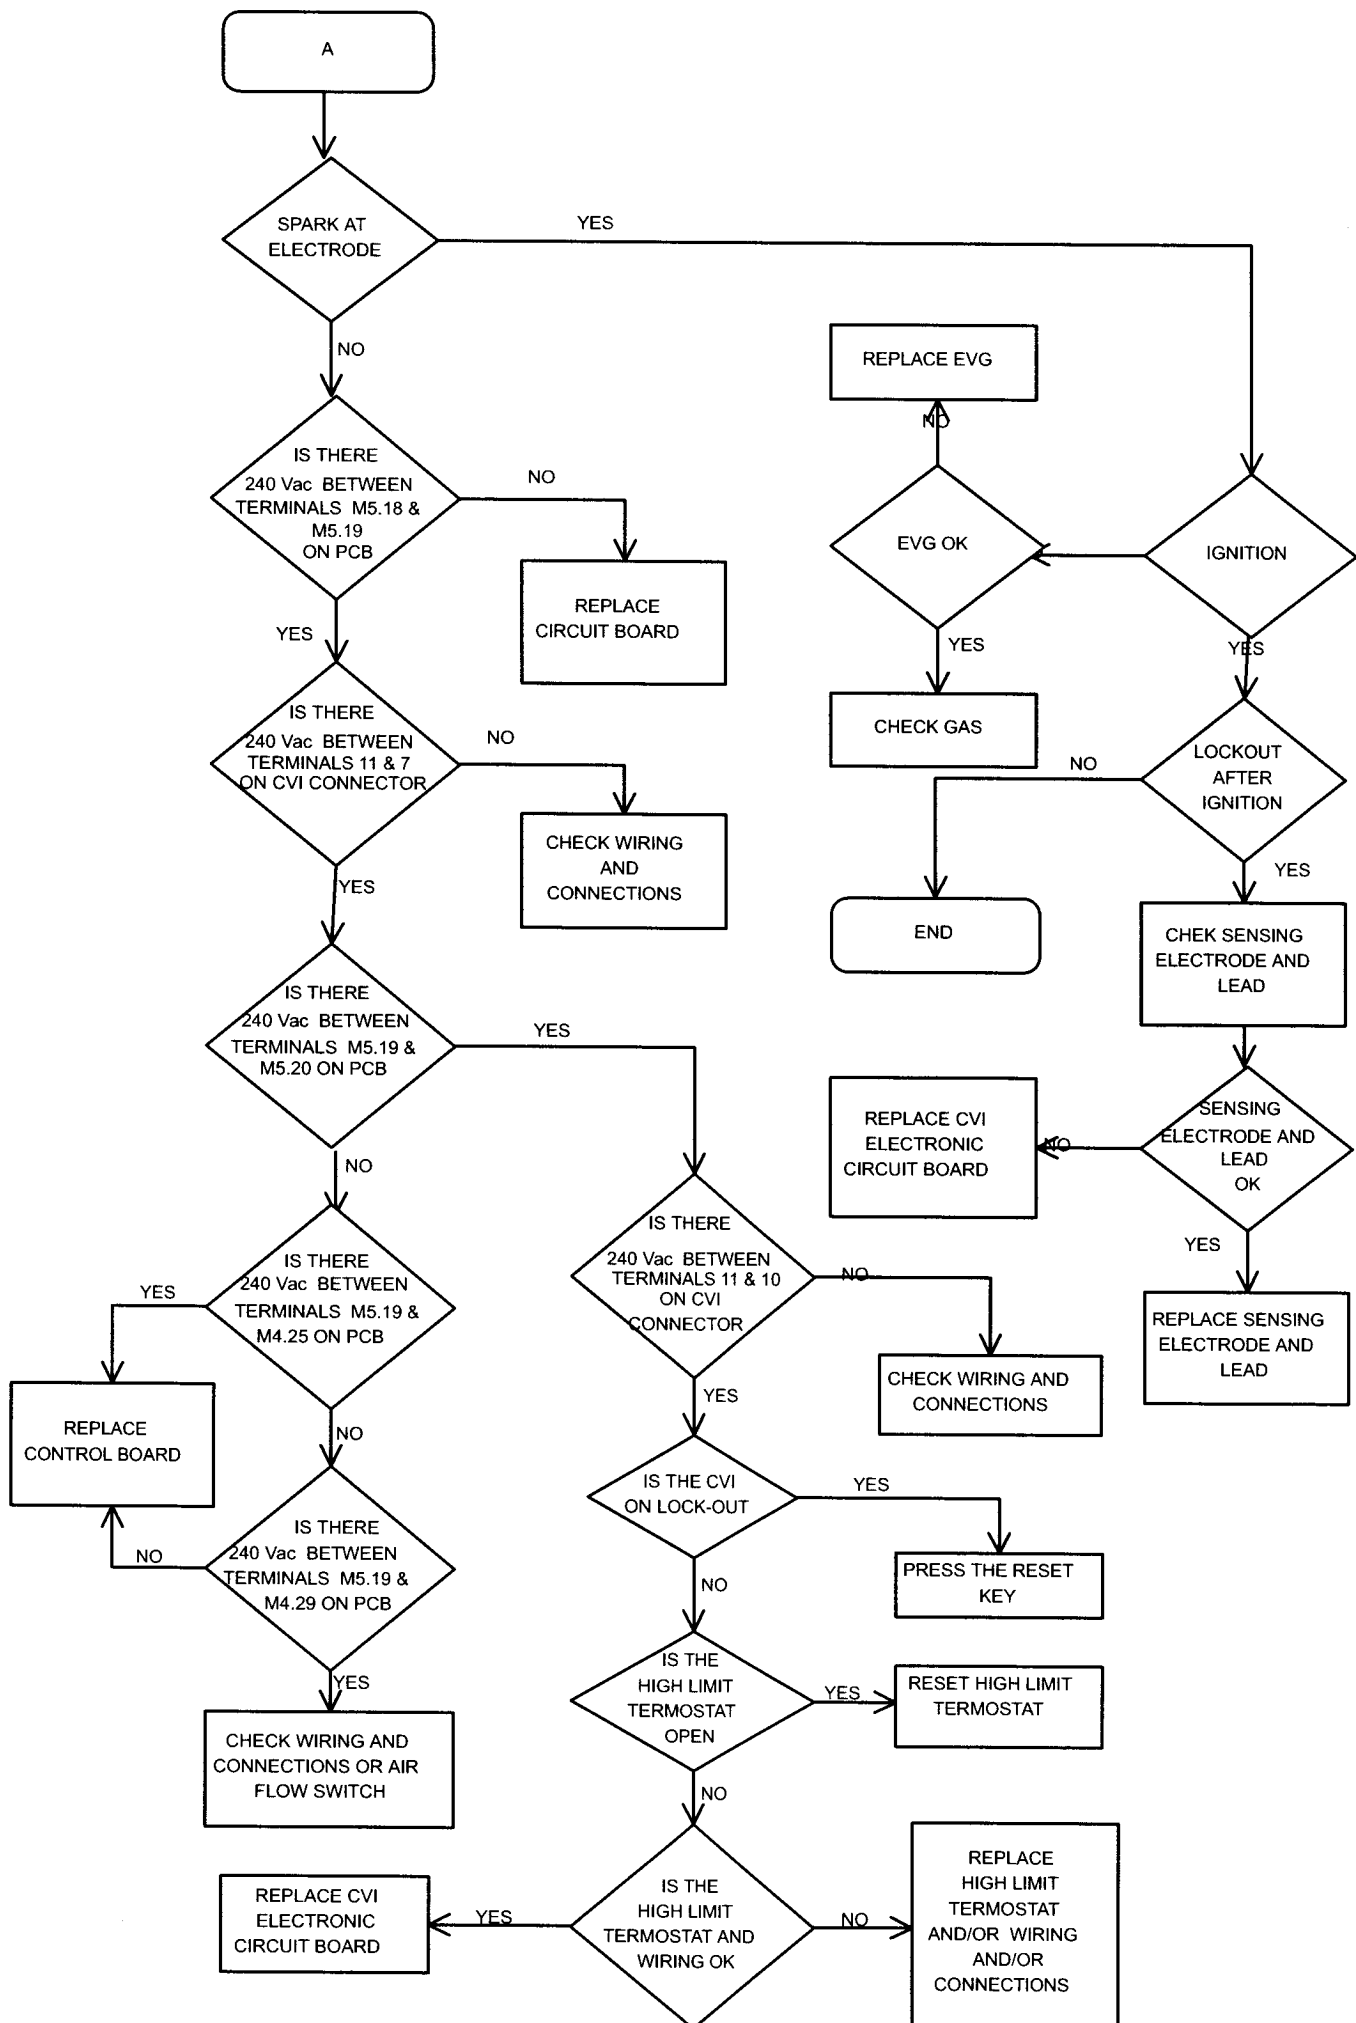 A
SPARK AT
ELECTRODE
YES
NO
IS THERE
240 Vac BETWEEN
TERMINALS M5.18 &
M5.19
ON PCB
NO
REPLACE
CIRCUIT BOARD
YES
IS THERE
240 Vac BETWEEN
TERMINALS 11 & 7
ON CVI CONNECTOR
NO
CHECK WIRING
AND
CONNECTIONS
YES
IS THERE
240 Vac BETWEEN
TERMINALS M5.19 &
M5.20 ON PCB
YES
NO
IS THERE
240 Vac BETWEEN
TERMINALS M5.19 &
M4.25 ON PCB
YES
REPLACE
CONTROL BOARD
NO
IS THERE
240 Vac BETWEEN
TERMINALS M5.19 &
M4.29 ON PCB
NO
YES
CHECK WIRING AND
CONNECTIONS OR AIR
FLOW SWITCH
REPLACE EVG
NO
EVG OK
YES
CHECK GAS
IGNITION
YES
LOCKOUT
AFTER
IGNITION
NO
END
YES
CHEK SENSING
ELECTRODE AND
LEAD
SENSING
ELECTRODE AND
LEAD
OK
NO
REPLACE CVI
ELECTRONIC
CIRCUIT BOARD
YES
REPLACE SENSING
ELECTRODE AND
LEAD
IS THERE
240 Vac BETWEEN
TERMINALS 11 & 10
ON CVI
CONNECTOR
NO
CHECK WIRING AND
CONNECTIONS
YES
IS THE CVI
ON LOCK-OUT
YES
PRESS THE RESET
KEY
NO
IS THE
HIGH LIMIT
TERMOSTAT
OPEN
YES
RESET HIGH LIMIT
TERMOSTAT
NO
IS THE
HIGH LIMIT
TERMOSTAT AND
WIRING OK
YES
REPLACE CVI
ELECTRONIC
CIRCUIT BOARD
NO
REPLACE
HIGH LIMIT
TERMOSTAT
AND/OR WIRING
AND/OR
CONNECTIONS